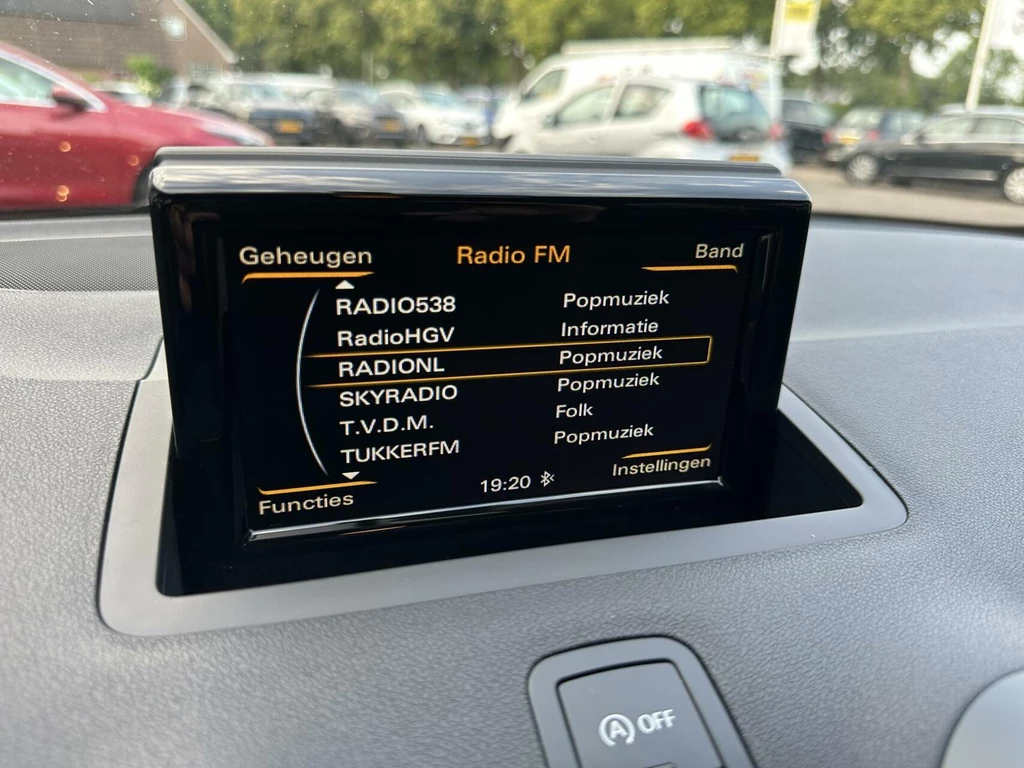 Geheugen Radio FM Band
RADIO538 Popmuziek
RadioHGV Informatie
RADIONL Popmuziek
SKYRADIO Popmuziek
T.V.D.M. Folk
TUKKERFM Popmuziek
Functies 19:20 Instellingen
A OFF